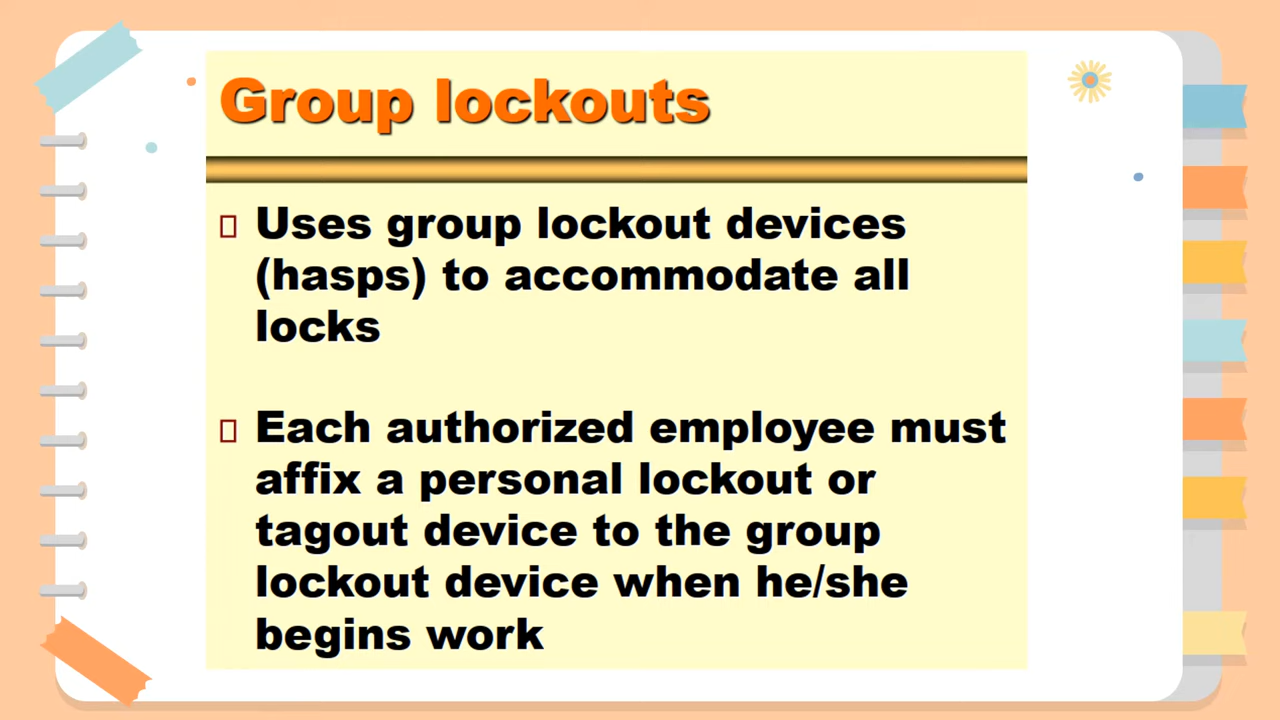 Group lockouts
Uses group lockout devices
(hasps) to accommodate all
locks
Each authorized employee must
affix a personal lockout or
tagout device to the group
lockout device when he/she
begins work